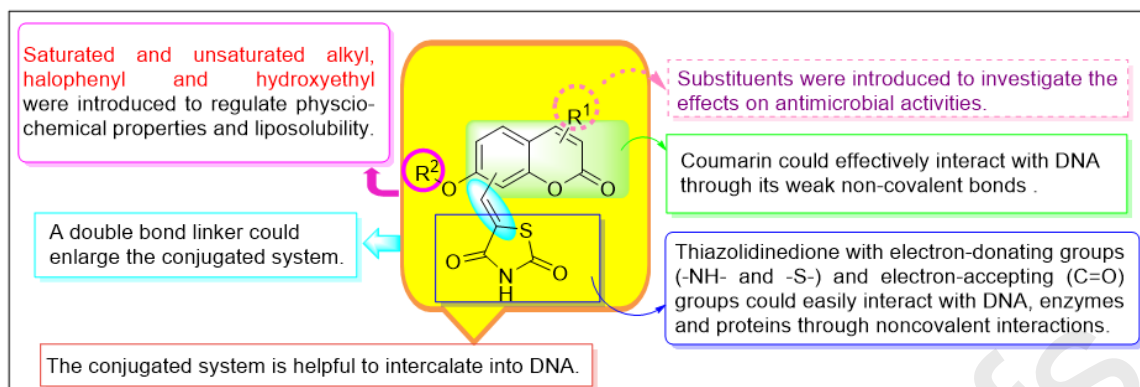 Saturated and unsaturated alkyl,
halophenyl and hydroxyethyl
were introduced to regulate physcio-
chemical properties and liposolubility.
Substituents were introduced to investigate the
effects on antimicrobial activities.
R1
R2
O
O
O
Coumarin could effectively interact with DNA
through its weak non-covalent bonds .
A double bond linker could
enlarge the conjugated system.
S
O
N
H
O
Thiazolidinedione with electron-donating groups
(-NH- and -S-) and electron-accepting (C=O)
groups could easily interact with DNA, enzymes
and proteins through noncovalent interactions.
The conjugated system is helpful to intercalate into DNA.